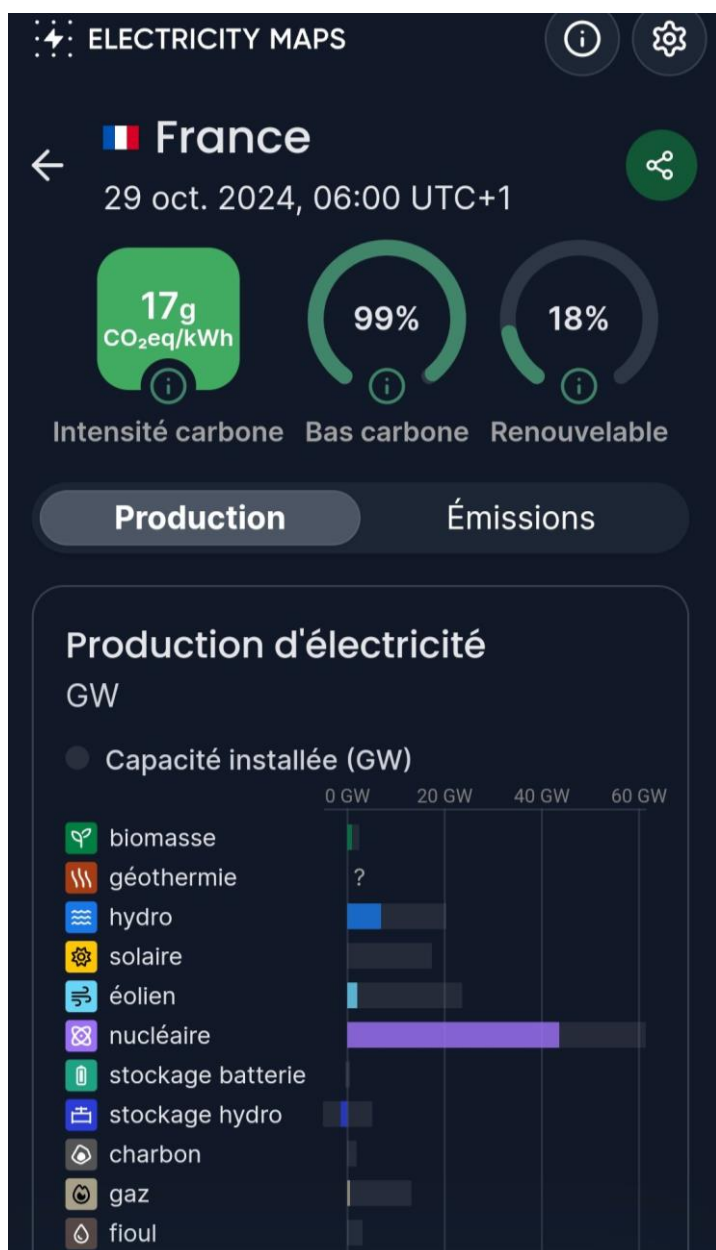 ELECTRICITY MAPS
France
29 oct. 2024, 06:00 UTC+1
17g
CO₂eq/kWh
99%
18%
Intensité carbone
Bas carbone
Renouvelable
Production
Émissions
Production d'électricité
GW
Capacité installée (GW)
0 GW 20 GW 40 GW 60 GW
biomasse
géothermie ?
hydro
solaire
éolien
nucléaire
stockage batterie
stockage hydro
charbon
gaz
fioul